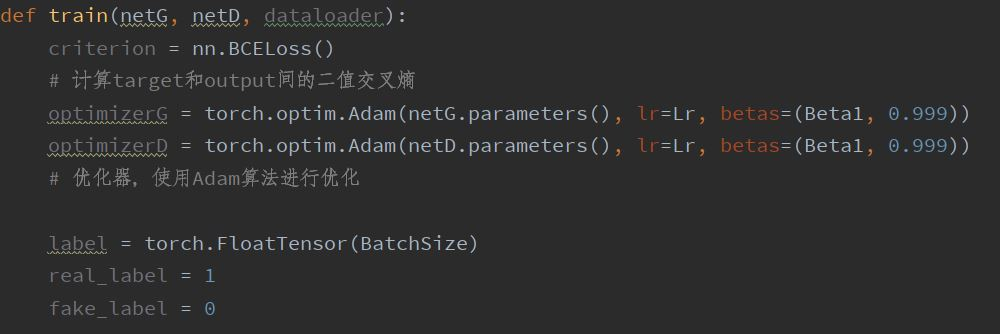 def train(netG, netD, dataloader):
    criterion = nn.BCELoss()
    # 计算target和output间的二值交叉熵
    optimizerG = torch.optim.Adam(netG.parameters(), lr=Lr, betas=(Beta1, 0.999))
    optimizerD = torch.optim.Adam(netD.parameters(), lr=Lr, betas=(Beta1, 0.999))
    # 优化器，使用Adam算法进行优化
    label = torch.FloatTensor(BatchSize)
    real_label = 1
    fake_label = 0